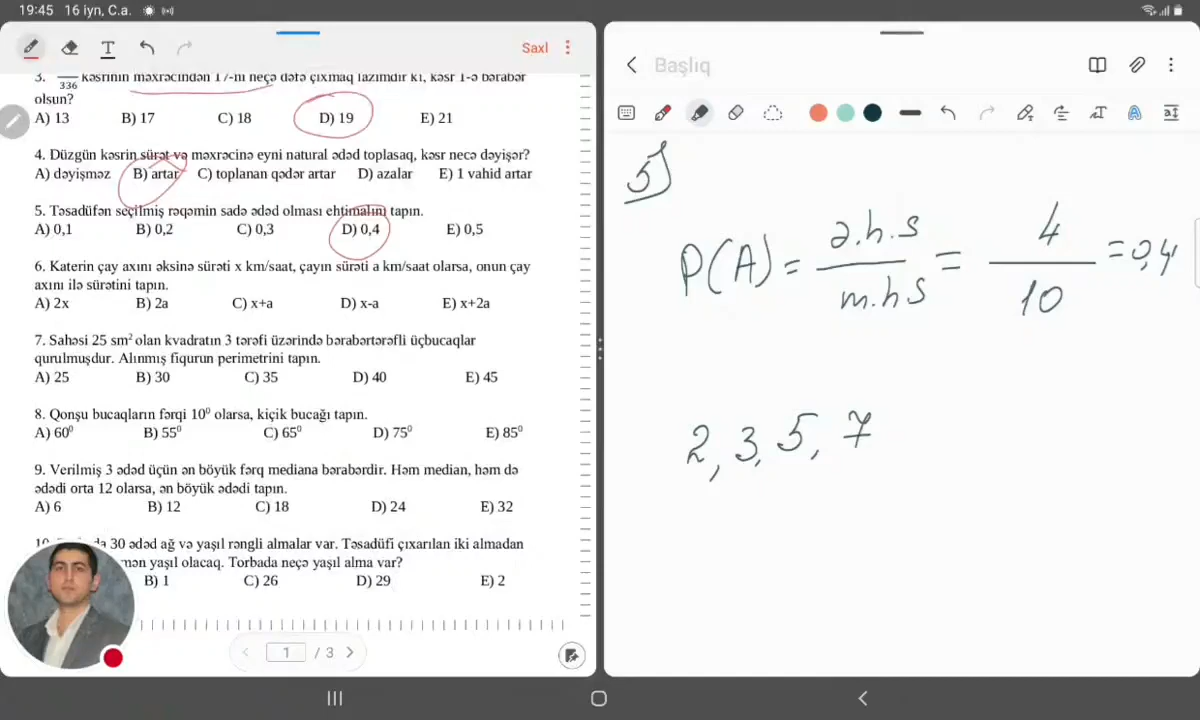 19:45 16 iyn, C.a.
Saxl
3. 336 kəsrinin məxrəcindən 17-ni neçə dəfə çıxmaq lazımdır ki, kəsr 1-ə bərabər
olsun?
A) 13 B) 17 C) 18 D) 19 E) 21
4. Düzgün kəsrin sürət və məxrəcinə eyni natural ədəd toplasaq, kəsr necə dəyişər?
A) dəyişməz B) artar C) toplanan qədər artar D) azalar E) 1 vahid artar
5. Təsadüfən seçilmiş rəqəmin sadə ədəd olması ehtimalını tapın.
A) 0,1 B) 0,2 C) 0,3 D) 0,4 E) 0,5
6. Katerin çay axını əksinə sürəti x km/saat, çayın sürəti a km/saat olarsa, onun çay
axını ilə sürətini tapın.
A) 2x B) 2a C) x+a D) x-a E) x+2a
7. Sahəsi 25 sm² olan kvadratın 3 tərəfi üzərində bərabərtərəfli üçbucaqlar
qurulmuşdur. Alınmış fiqurun perimetrini tapın.
A) 25 B) 30 C) 35 D) 40 E) 45
8. Qonşu bucaqların fərqi 10⁰ olarsa, kiçik bucağı tapın.
A) 60⁰ B) 55⁰ C) 65⁰ D) 75⁰ E) 85⁰
9. Verilmiş 3 ədəd üçün ən böyük fərq mediana bərabərdir. Həm median, həm də
ədədi orta 12 olarsa, ən böyük ədədi tapın.
A) 6 B) 12 C) 18 D) 24 E) 32
da 30 ədəd ağ və yaşıl rəngli almalar var. Təsadüfi çıxarılan iki almadan
mən yaşıl olacaq. Torbada neçə yaşıl alma var?
B) 1 C) 26 D) 29 E) 2
1 / 3
Başlıq
5)
P(A) = ə.h.s / m.h s = 4 / 10 = 0,4
2, 3, 5, 7